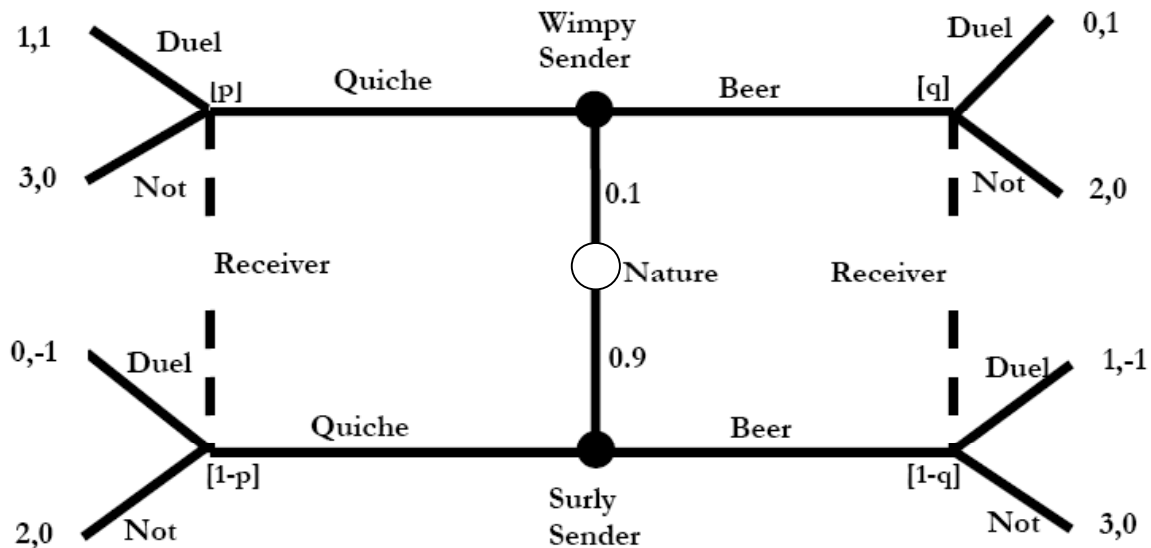 Wimpy
Sender
1,1
Duel
Quiche
[p]
Beer
[q]
Duel
0,1
3,0
Not
0.1
Not
2,0
Receiver
Nature
Receiver
0,-1
Duel
0.9
Duel
1,-1
Quiche
[1-p]
Beer
[1-q]
2,0
Not
Surly
Sender
Not
3,0